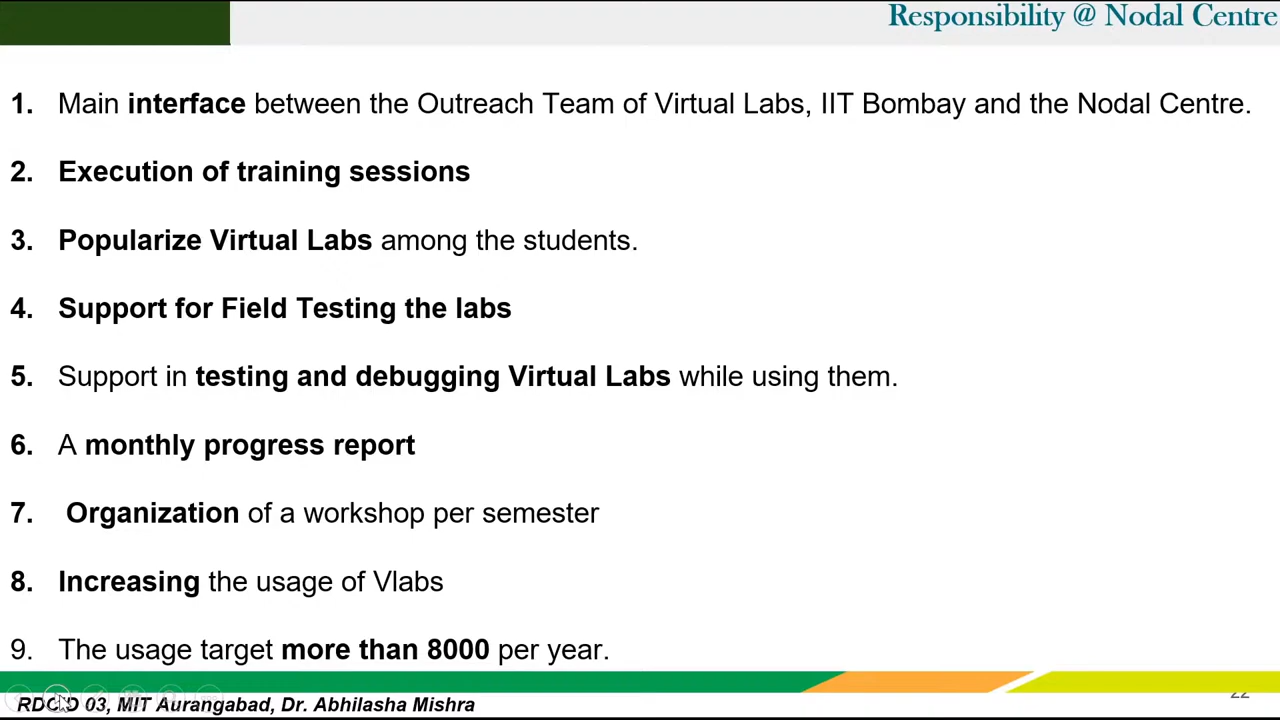 Responsibility @ Nodal Centre
1. Main interface between the Outreach Team of Virtual Labs, IIT Bombay and the Nodal Centre.
2. Execution of training sessions
3. Popularize Virtual Labs among the students.
4. Support for Field Testing the labs
5. Support in testing and debugging Virtual Labs while using them.
6. A monthly progress report
7. Organization of a workshop per semester
8. Increasing the usage of Vlabs
9. The usage target more than 8000 per year.
03, MIT Aurangabad, Dr. Abhilasha Mishra
22